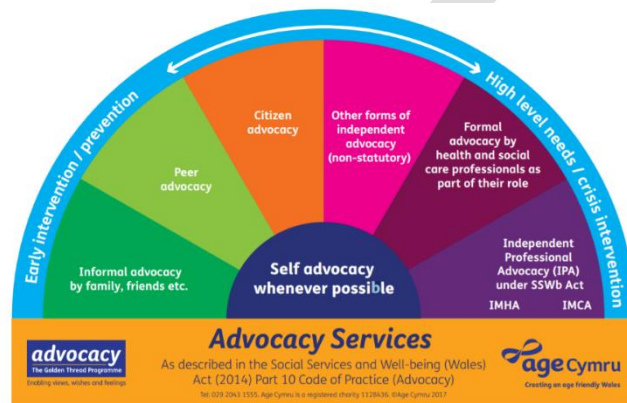 Early intervention / prevention
High level needs / crisis intervention
Informal advocacy
by family, friends etc.
Peer
advocacy
Citizen
advocacy
Other forms of
independent
advocacy
(non-statutory)
Formal
advocacy by
health and social
care professionals as
part of their role
Independent
Professional
Advocacy (IPA)
under SSWb Act
IMHA IMCA
Self advocacy
whenever possible
advocacy
The Golden Thread Programme
Enabling views, wishes and feelings
Advocacy Services
As described in the Social Services and Well-being (Wales)
Act (2014) Part 10 Code of Practice (Advocacy)
Tel: 029 2043 1555. Age Cymru is a registered charity 1128436. ©Age Cymru 2017
age Cymru
Creating an age friendly Wales